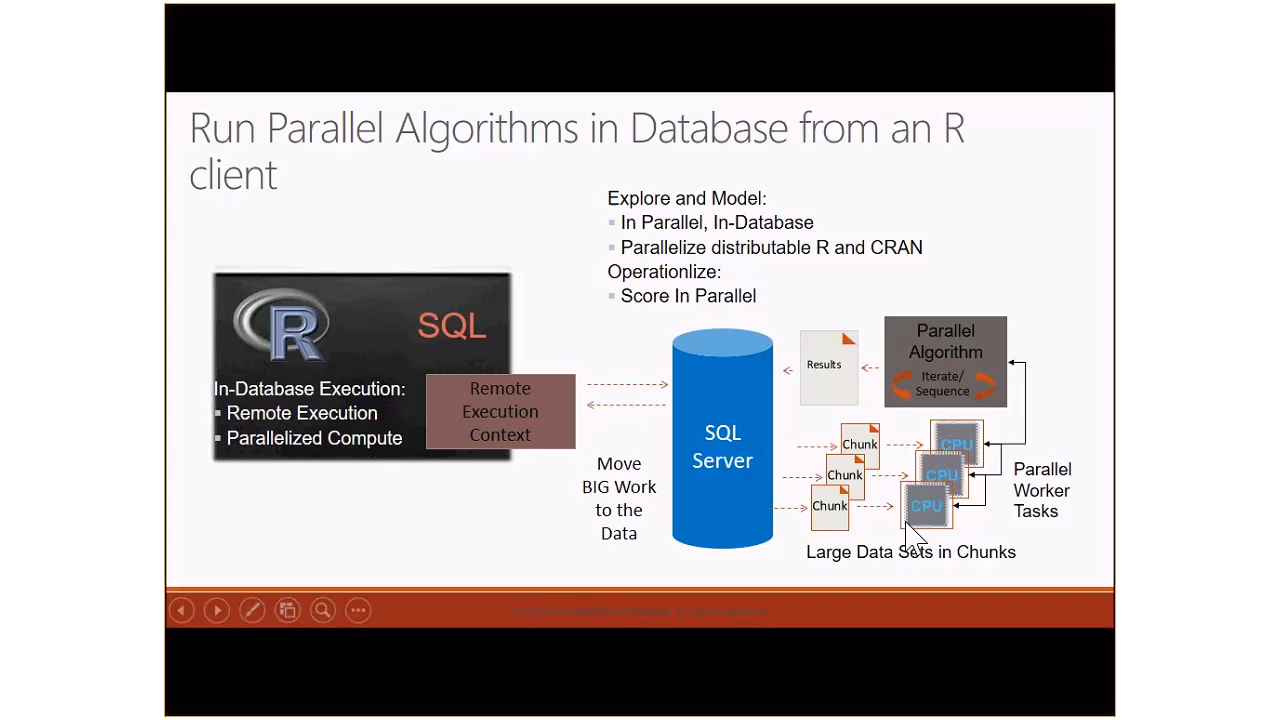 Run Parallel Algorithms in Database from an R
client
Explore and Model:
In Parallel, In-Database
Parallelize distributable R and CRAN
Operationlize:
Score In Parallel
R
SQL
In-Database Execution:
Remote Execution
Parallelized Compute
Remote
Execution
Context
Move
BIG Work
to the
Data
SQL
Server
Results
Parallel
Algorithm
Iterate/
Sequence
Chunk
CPU
Chunk
CPU
Chunk
CPU
Parallel
Worker
Tasks
Large Data Sets in Chunks